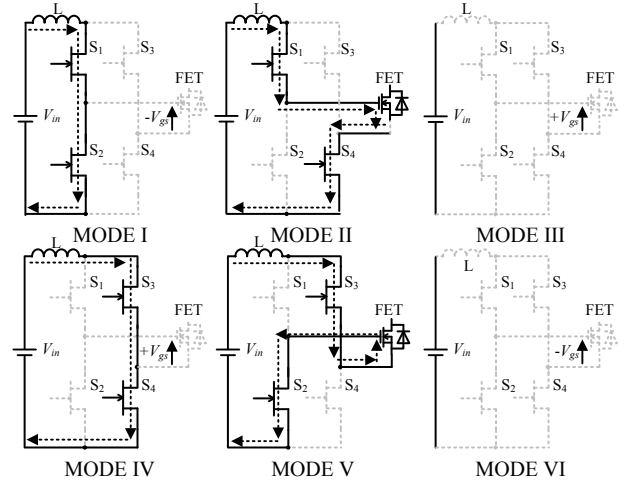 L
S1
S3
FET
Vin
-Vgs
S2
S4
MODE I
L
S1
S3
FET
Vin
S2
S4
MODE II
L
S1
S3
FET
Vin
+Vgs
S2
S4
MODE III
L
S1
S3
FET
Vin
+Vgs
S2
S4
MODE IV
L
S1
S3
FET
Vin
S2
S4
MODE V
L
S1
S3
FET
Vin
-Vgs
S2
S4
MODE VI